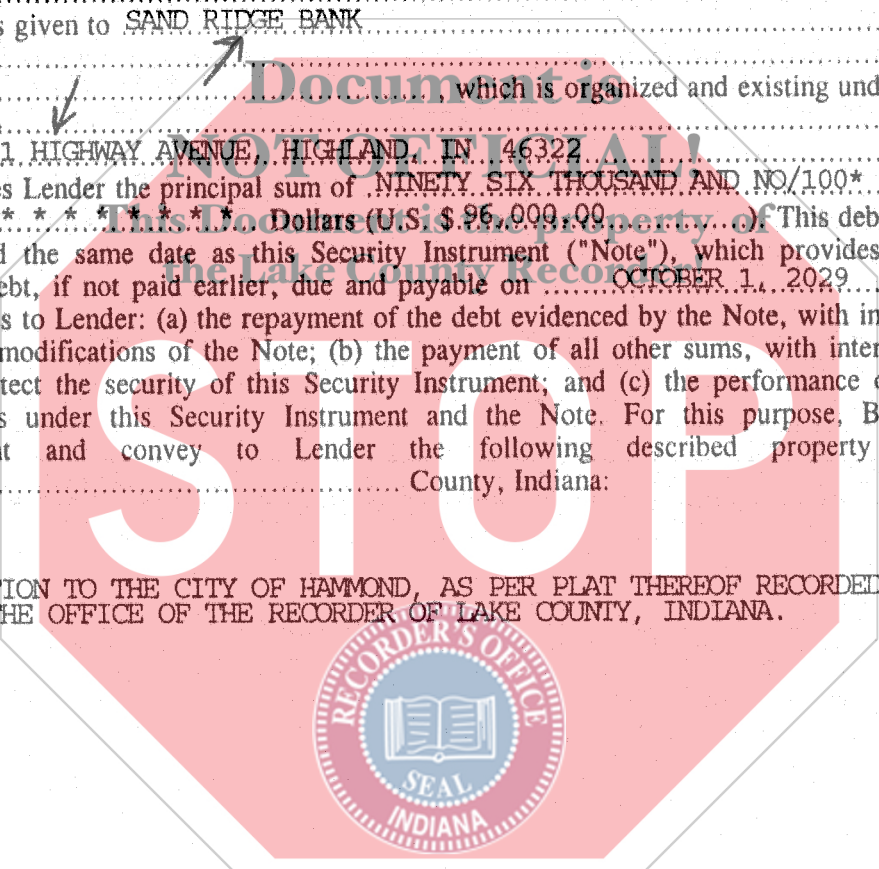 s given to SAND RIDGE BANK
, which is organized and existing und
1 HIGHWAY AVENUE, HIGHLAND, IN 46322
es Lender the principal sum of NINETY SIX THOUSAND AND NO/100*
* * * * * * * * Dollars (U.S. $ 96,000.00 ). This deb
d the same date as this Security Instrument ("Note"), which provides
ebt, if not paid earlier, due and payable on OCTOBER 1, 2029
s to Lender: (a) the repayment of the debt evidenced by the Note, with in
modifications of the Note; (b) the payment of all other sums, with inter
tect the security of this Security Instrument; and (c) the performance
s under this Security Instrument and the Note. For this purpose, B
t and convey to Lender the following described property
County, Indiana:
TION TO THE CITY OF HAMMOND, AS PER PLAT THEREOF RECORDED
HE OFFICE OF THE RECORDER OF LAKE COUNTY, INDIANA.
Document is
NOT OFFICIAL!
This Document is the property of
the Lake County Recorder!
STOP
RECORDER'S OFFICE
SEAL
INDIANA